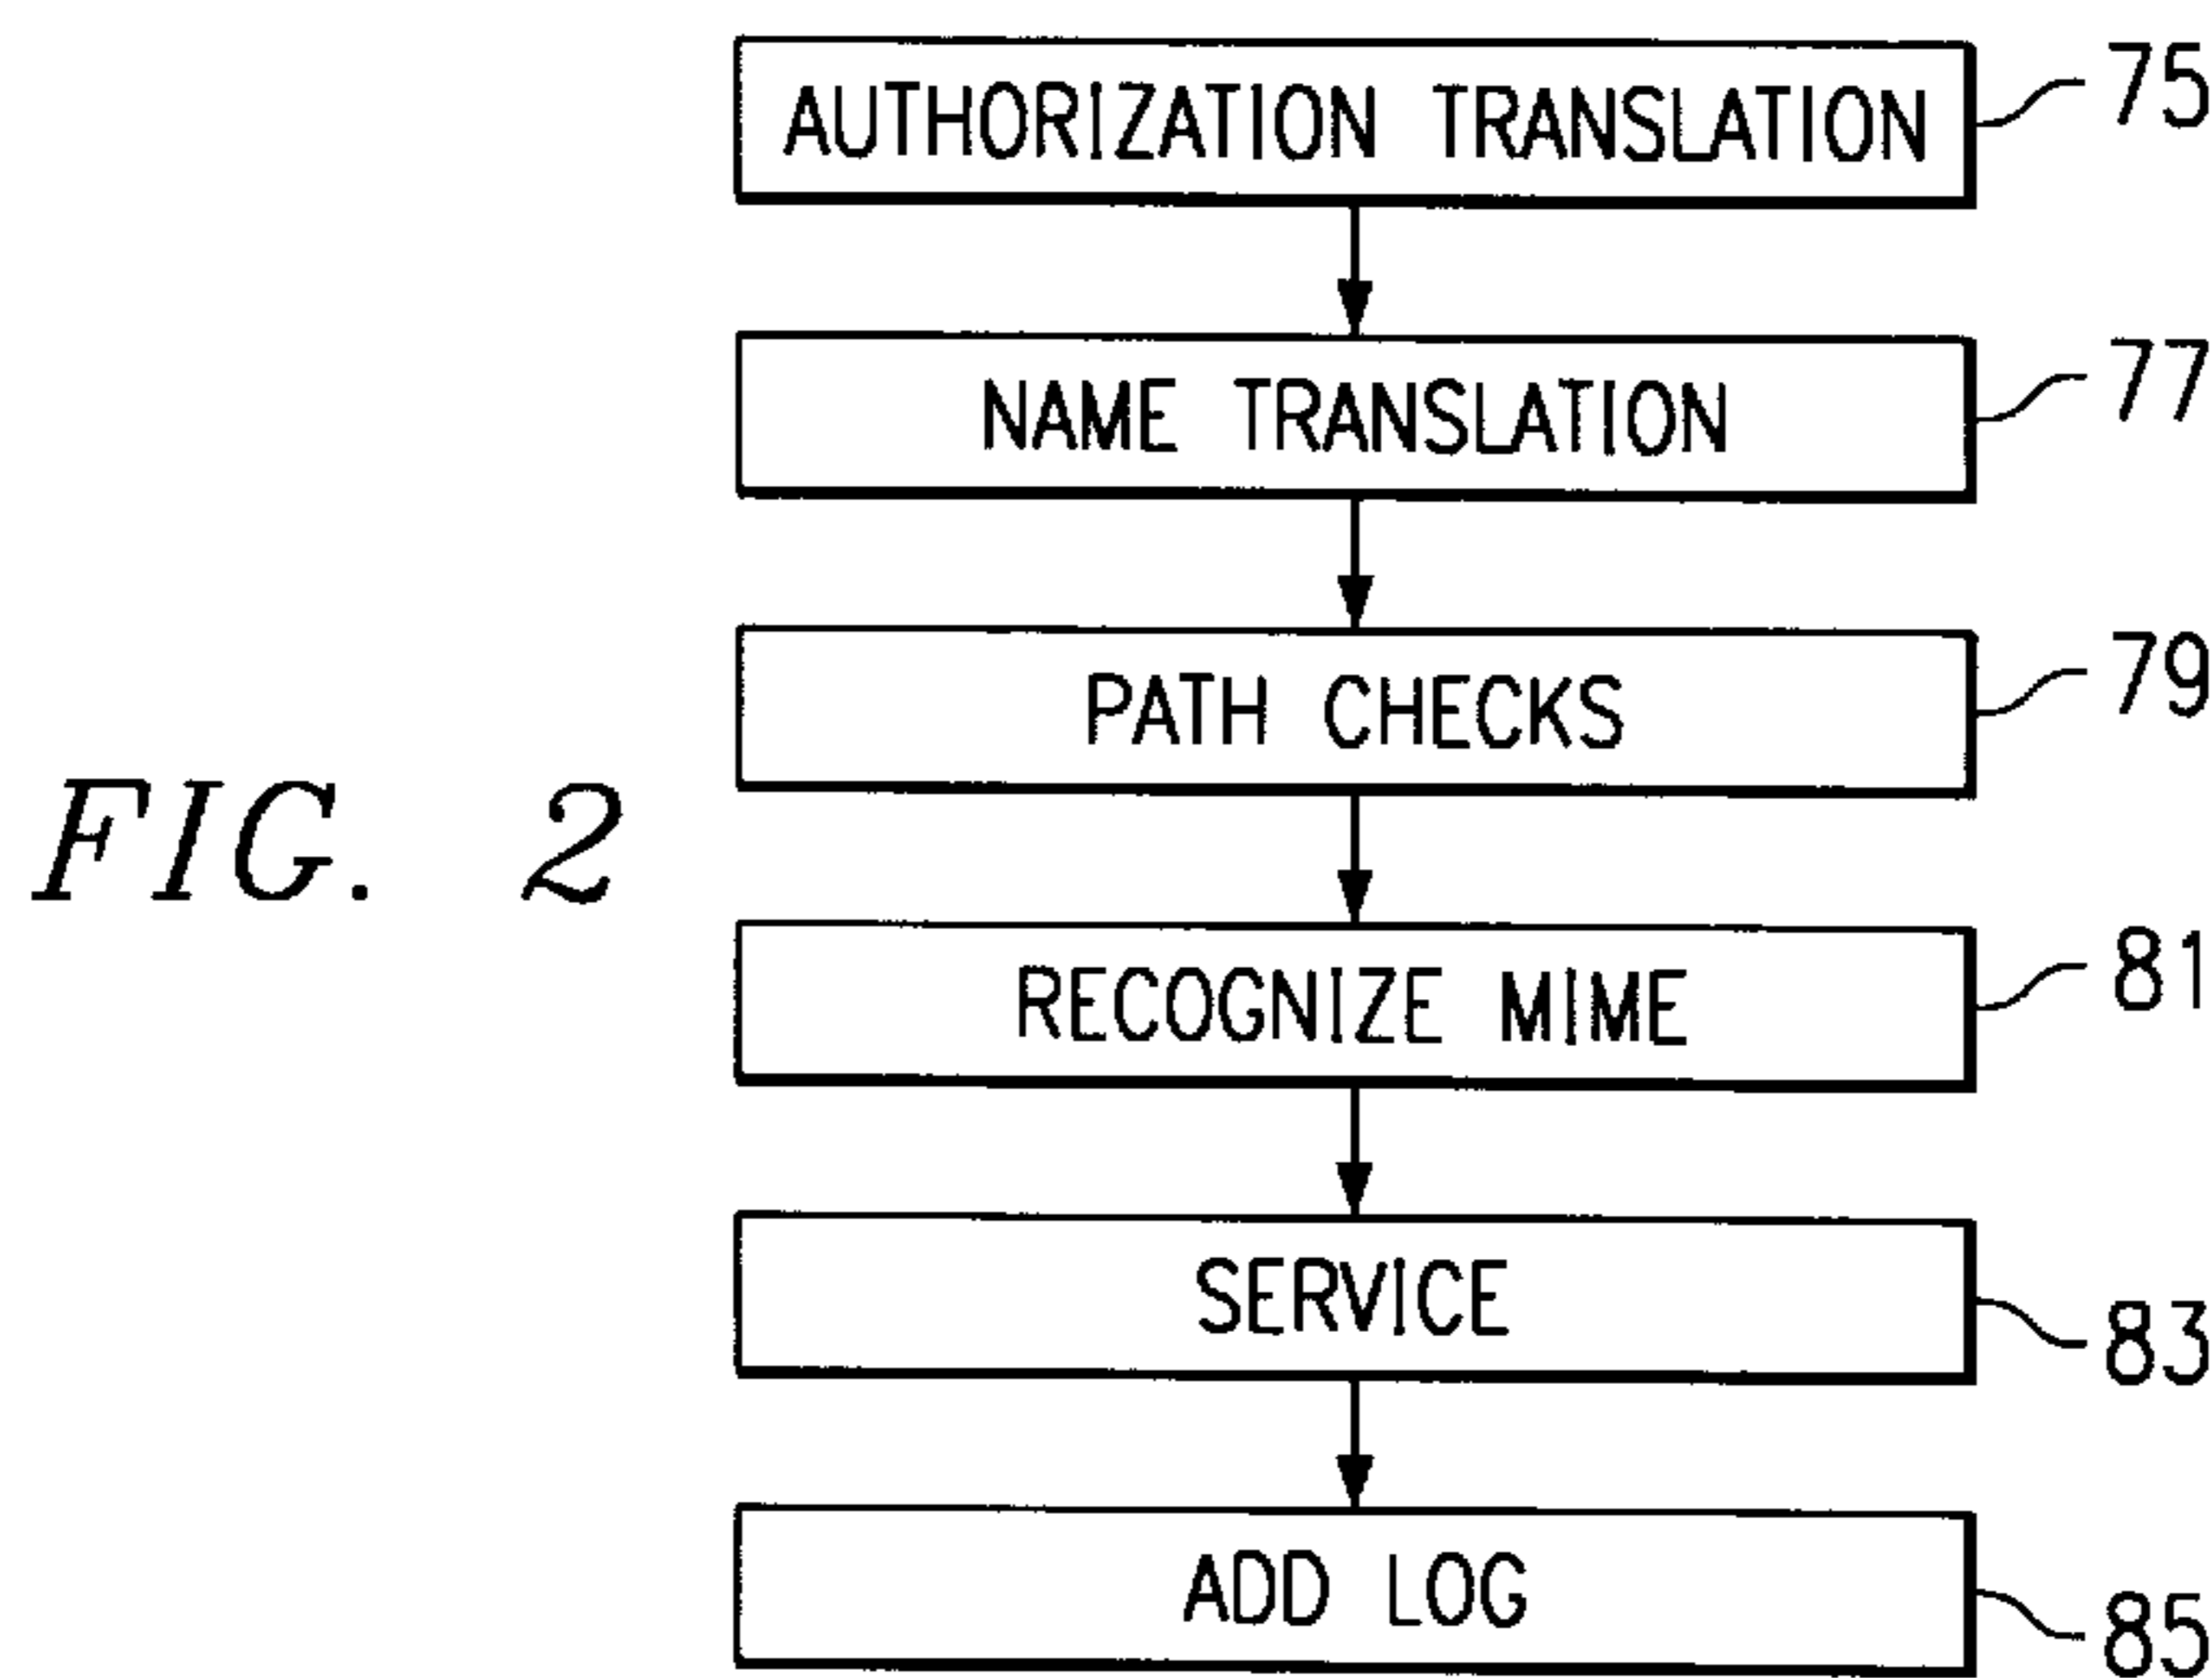 AUTHORIZATION TRANSLATION 75
NAME TRANSLATION 77
PATH CHECKS 79
FIG. 2
RECOGNIZE MIME 81
SERVICE 83
ADD LOG 85